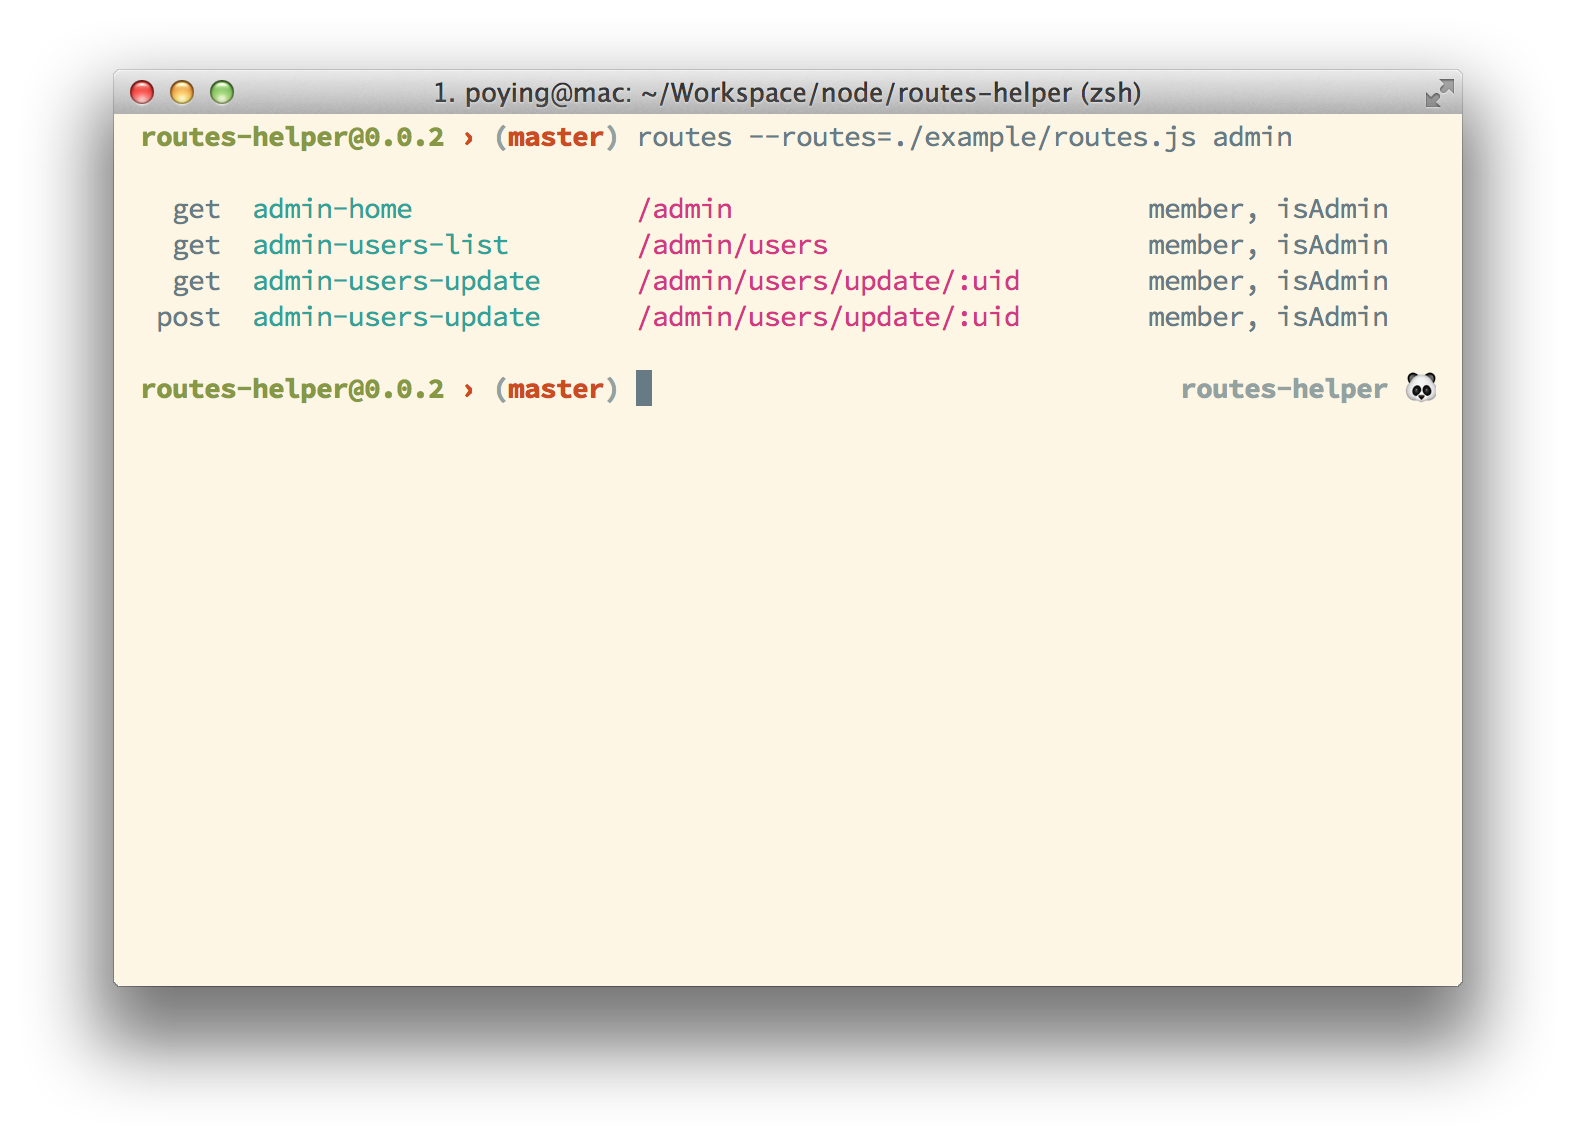 1. poying@mac: ~/Workspace/node/routes-helper (zsh)
routes-helper@0.0.2 › (master) routes --routes=./example/routes.js admin
get admin-home /admin member, isAdmin
get admin-users-list /admin/users member, isAdmin
get admin-users-update /admin/users/update/:uid member, isAdmin
post admin-users-update /admin/users/update/:uid member, isAdmin
routes-helper@0.0.2 › (master) routes-helper 🐼